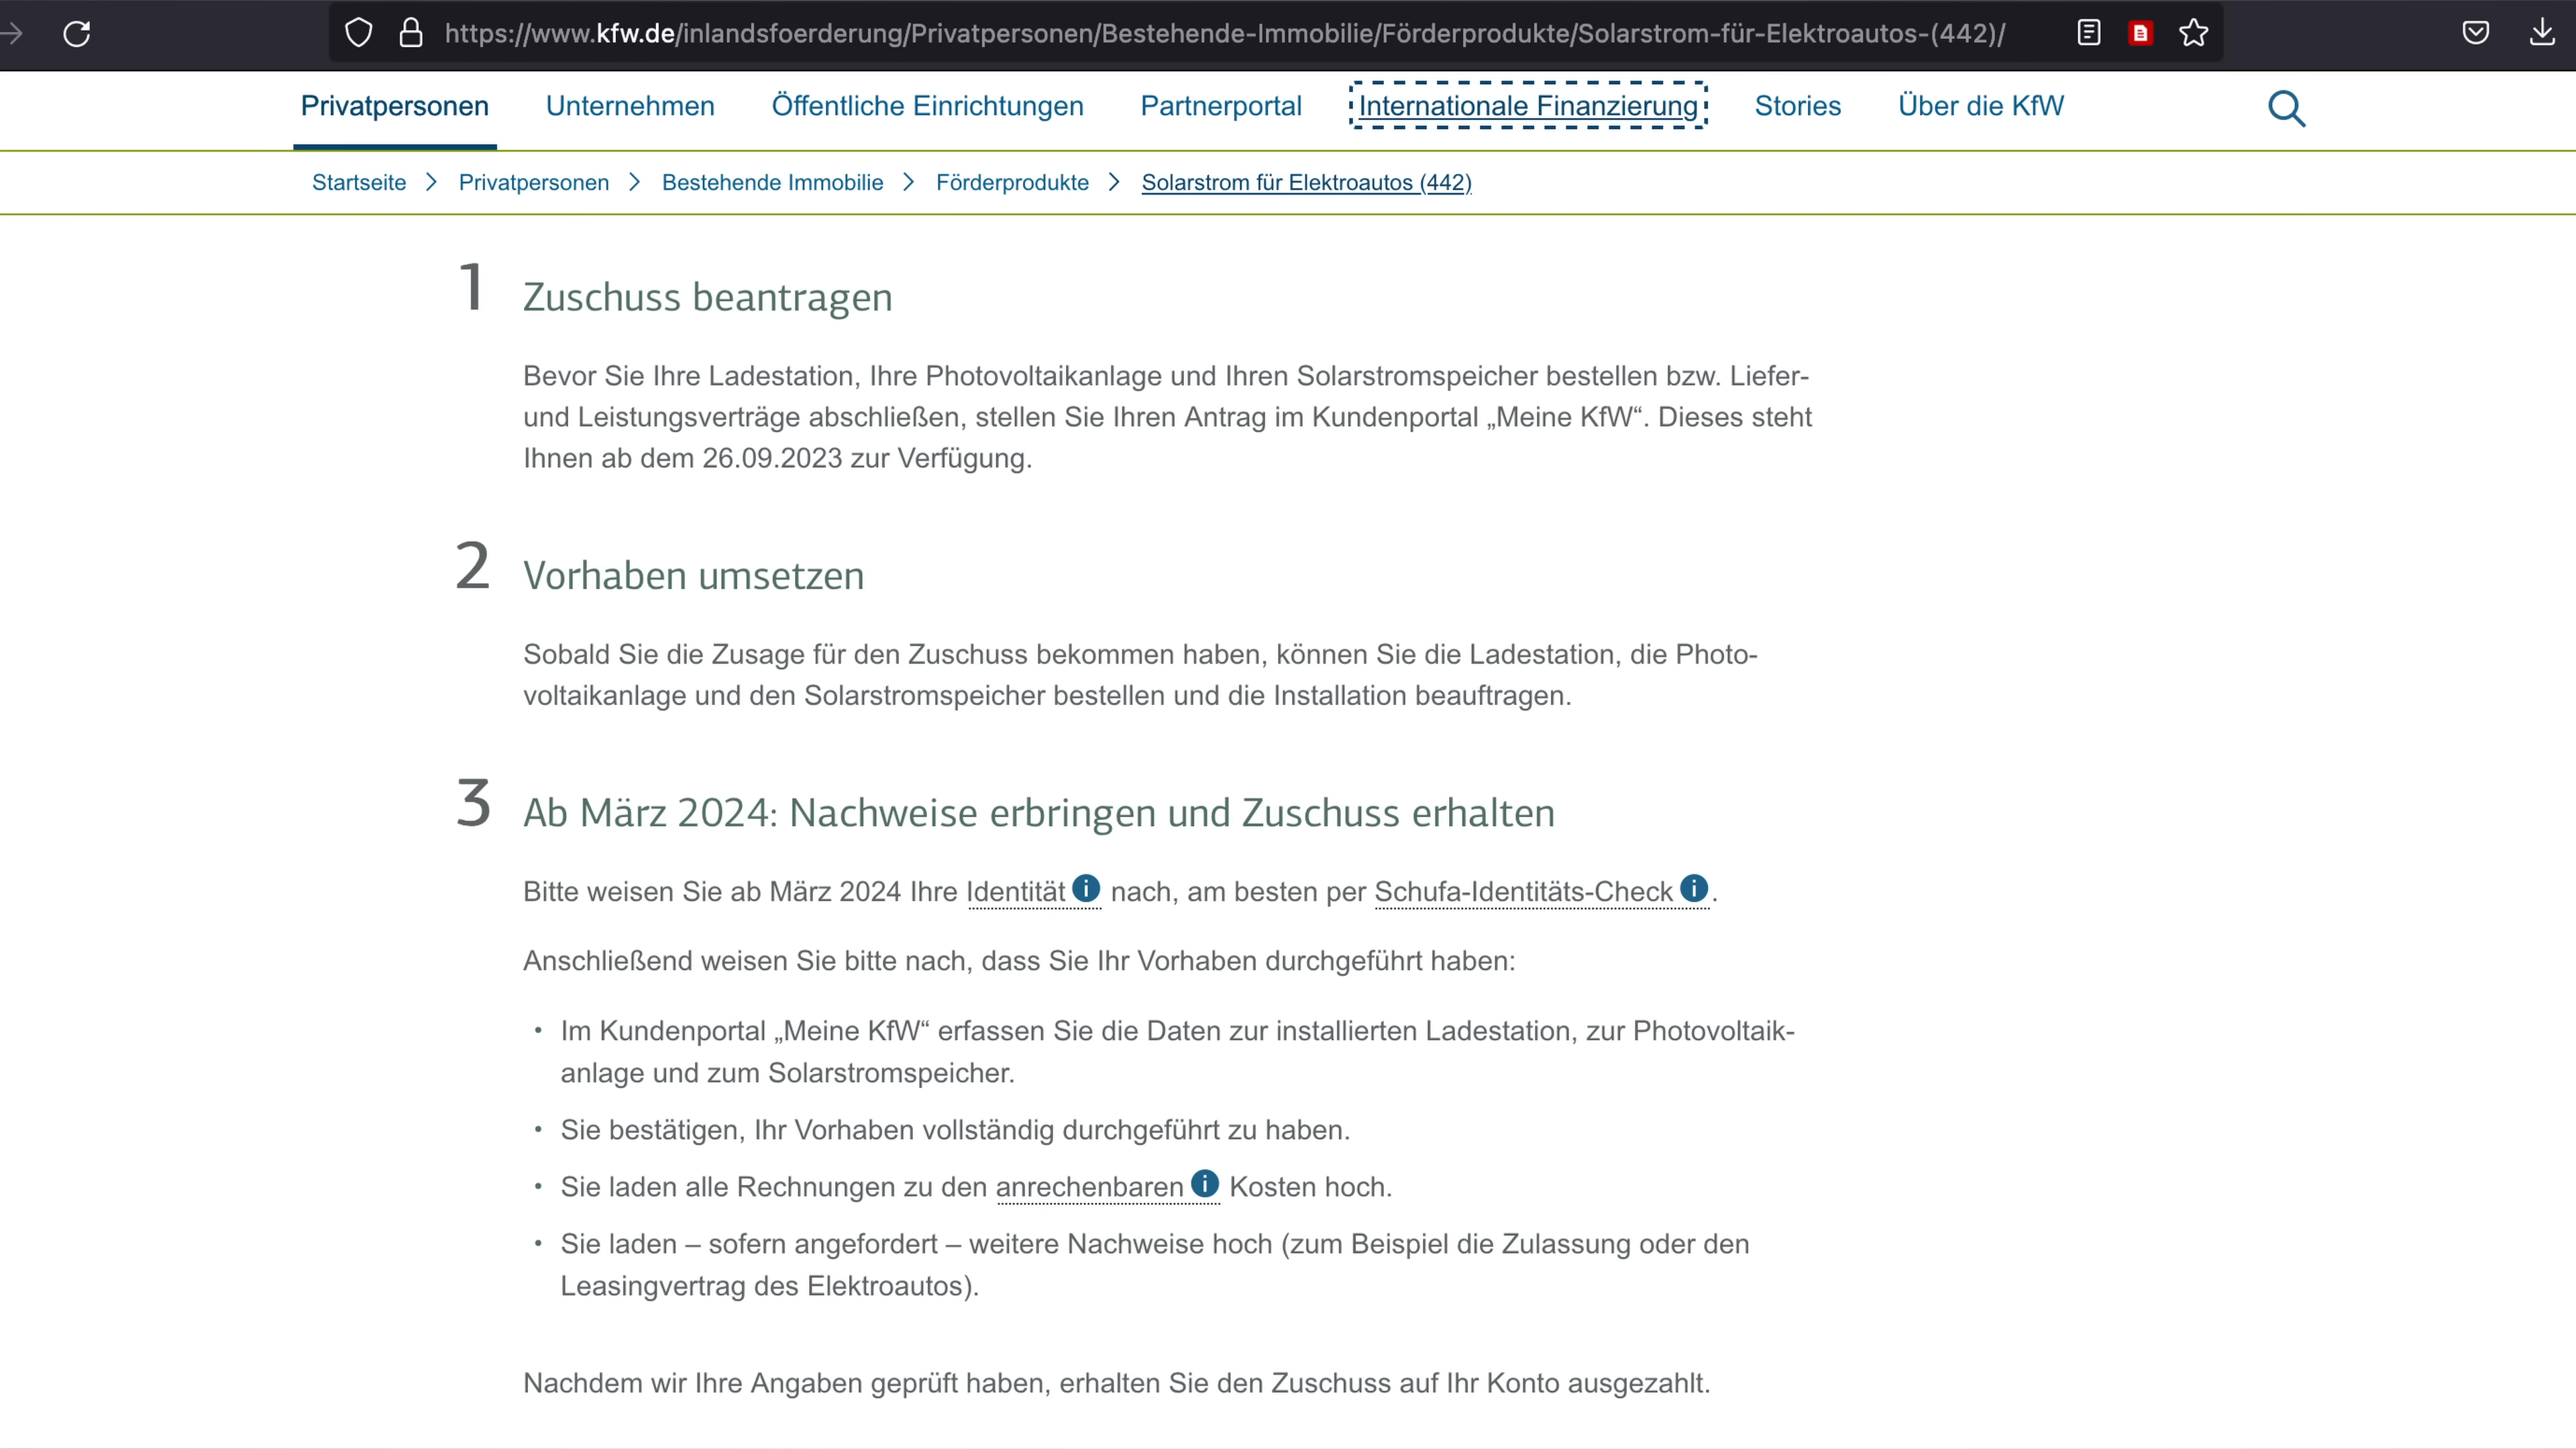 https://www.kfw.de/inlandsfoerderung/Privatpersonen/Bestehende-Immobilie/Förderprodukte/Solarstrom-für-Elektroautos-(442)/
Privatpersonen Unternehmen Öffentliche Einrichtungen Partnerportal Internationale Finanzierung Stories Über die KfW
Startseite > Privatpersonen > Bestehende Immobilie > Förderprodukte > Solarstrom für Elektroautos (442)
1 Zuschuss beantragen
Bevor Sie Ihre Ladestation, Ihre Photovoltaikanlage und Ihren Solarstromspeicher bestellen bzw. Liefer-
und Leistungsverträge abschließen, stellen Sie Ihren Antrag im Kundenportal „Meine KfW“. Dieses steht
Ihnen ab dem 26.09.2023 zur Verfügung.
2 Vorhaben umsetzen
Sobald Sie die Zusage für den Zuschuss bekommen haben, können Sie die Ladestation, die Photo-
voltaikanlage und den Solarstromspeicher bestellen und die Installation beauftragen.
3 Ab März 2024: Nachweise erbringen und Zuschuss erhalten
Bitte weisen Sie ab März 2024 Ihre Identität i nach, am besten per Schufa-Identitäts-Check i .
Anschließend weisen Sie bitte nach, dass Sie Ihr Vorhaben durchgeführt haben:
• Im Kundenportal „Meine KfW“ erfassen Sie die Daten zur installierten Ladestation, zur Photovoltaik-
anlage und zum Solarstromspeicher.
• Sie bestätigen, Ihr Vorhaben vollständig durchgeführt zu haben.
• Sie laden alle Rechnungen zu den anrechenbaren i Kosten hoch.
• Sie laden – sofern angefordert – weitere Nachweise hoch (zum Beispiel die Zulassung oder den
Leasingvertrag des Elektroautos).
Nachdem wir Ihre Angaben geprüft haben, erhalten Sie den Zuschuss auf Ihr Konto ausgezahlt.